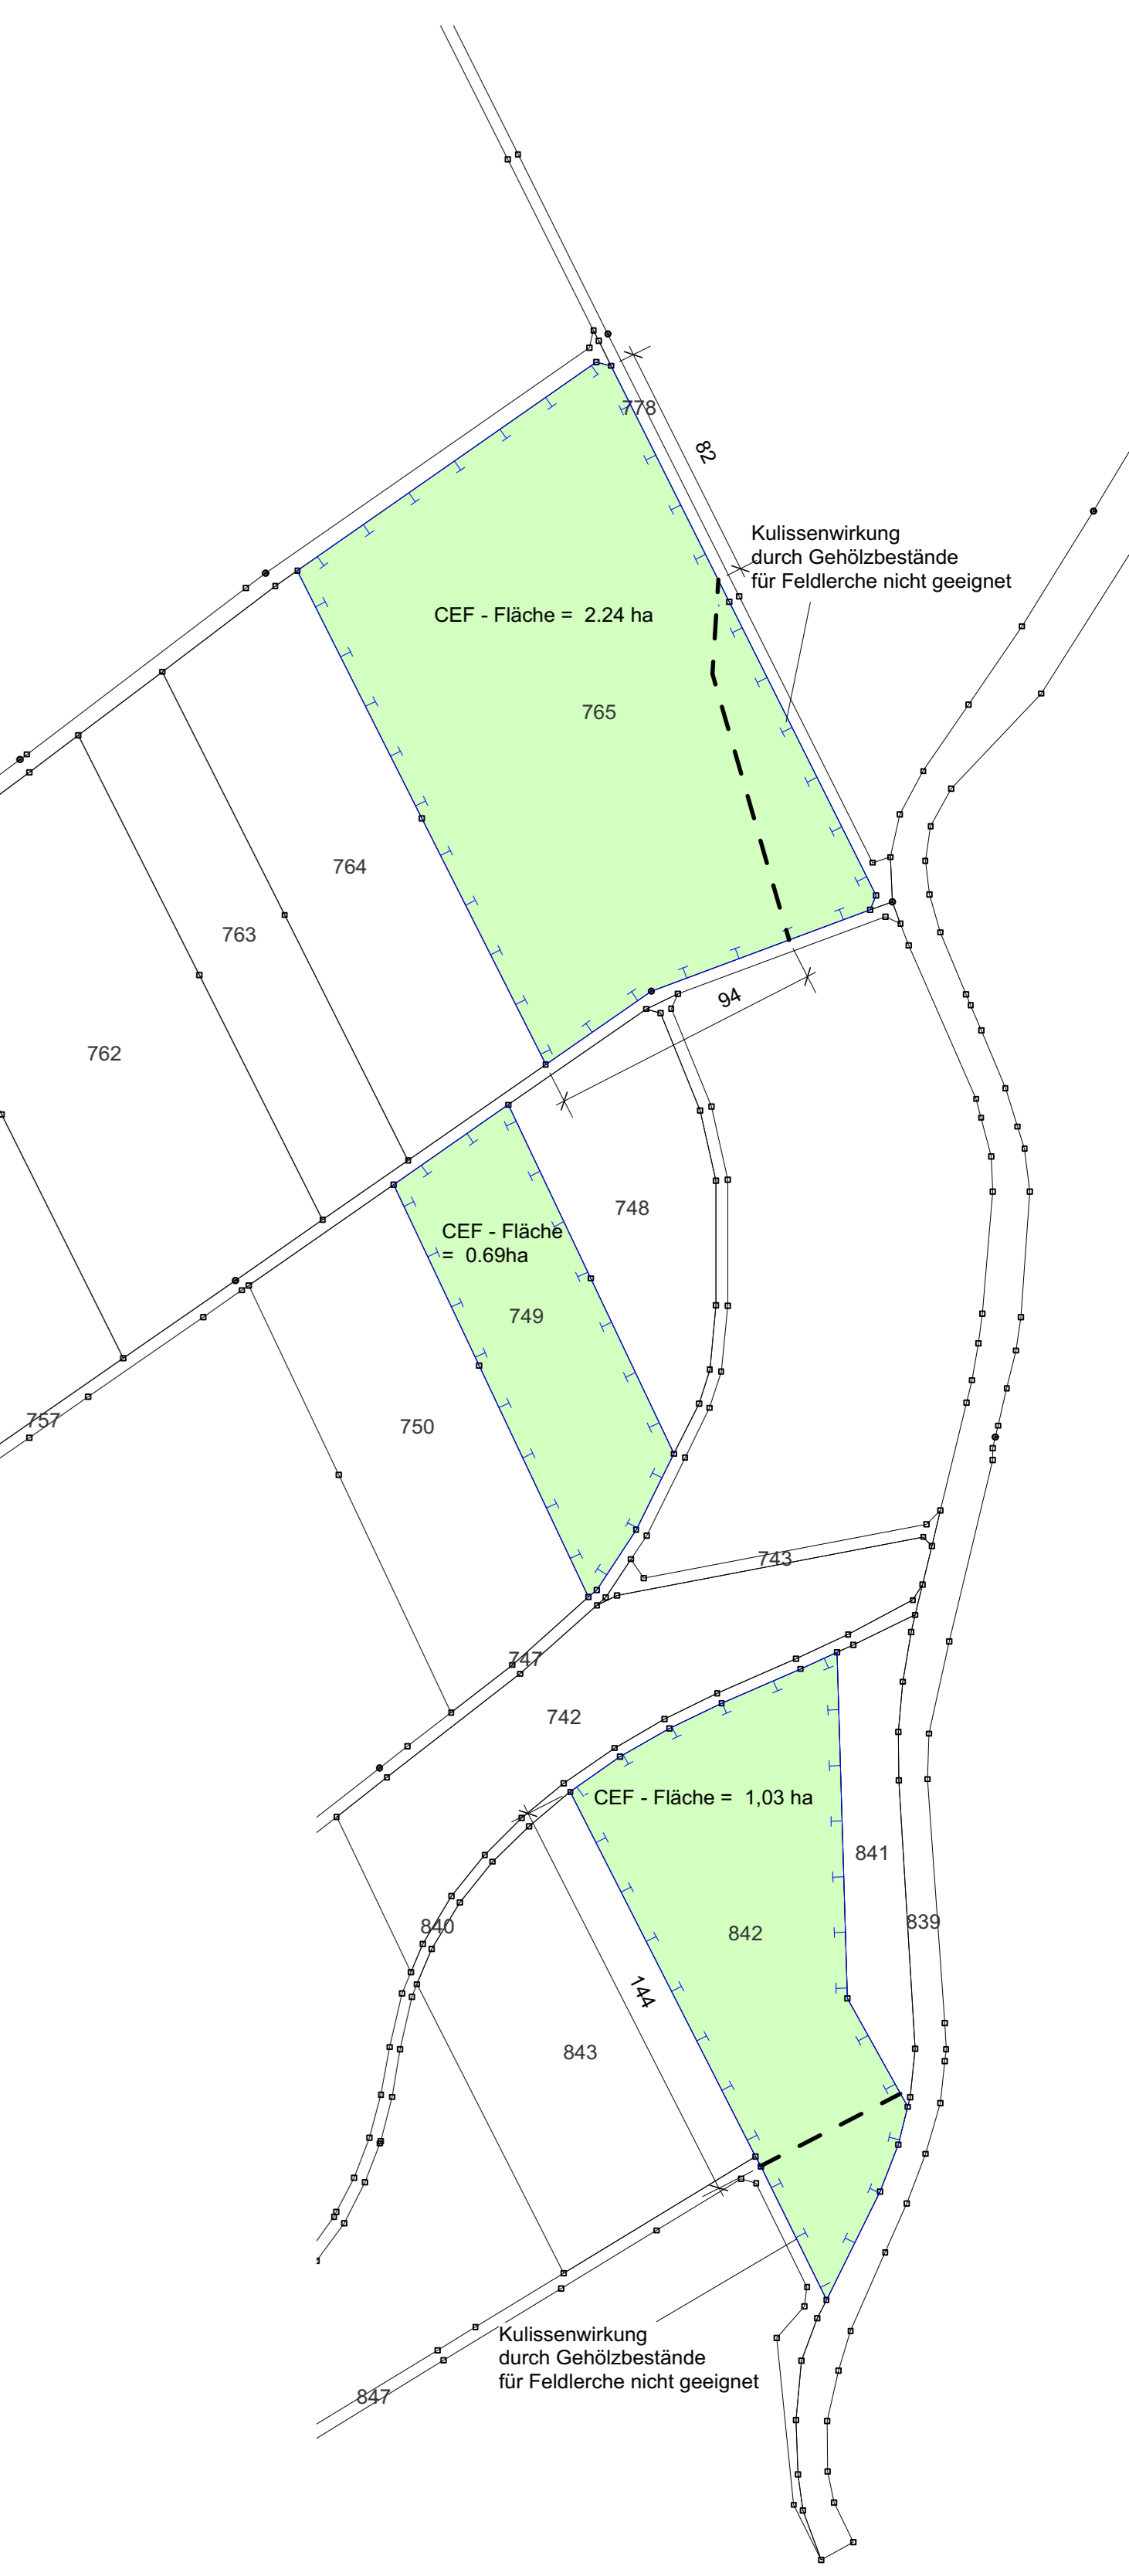 778
82
Kulissenwirkung
durch Gehölzbestände
für Feldlerche nicht geeignet
CEF - Fläche =  2.24 ha
765
764
763
762
94
748
CEF - Fläche
=  0.69ha
749
757
750
743
747
742
CEF - Fläche =  1,03 ha
841
840
842
839
144
843
Kulissenwirkung
durch Gehölzbestände
für Feldlerche nicht geeignet
847